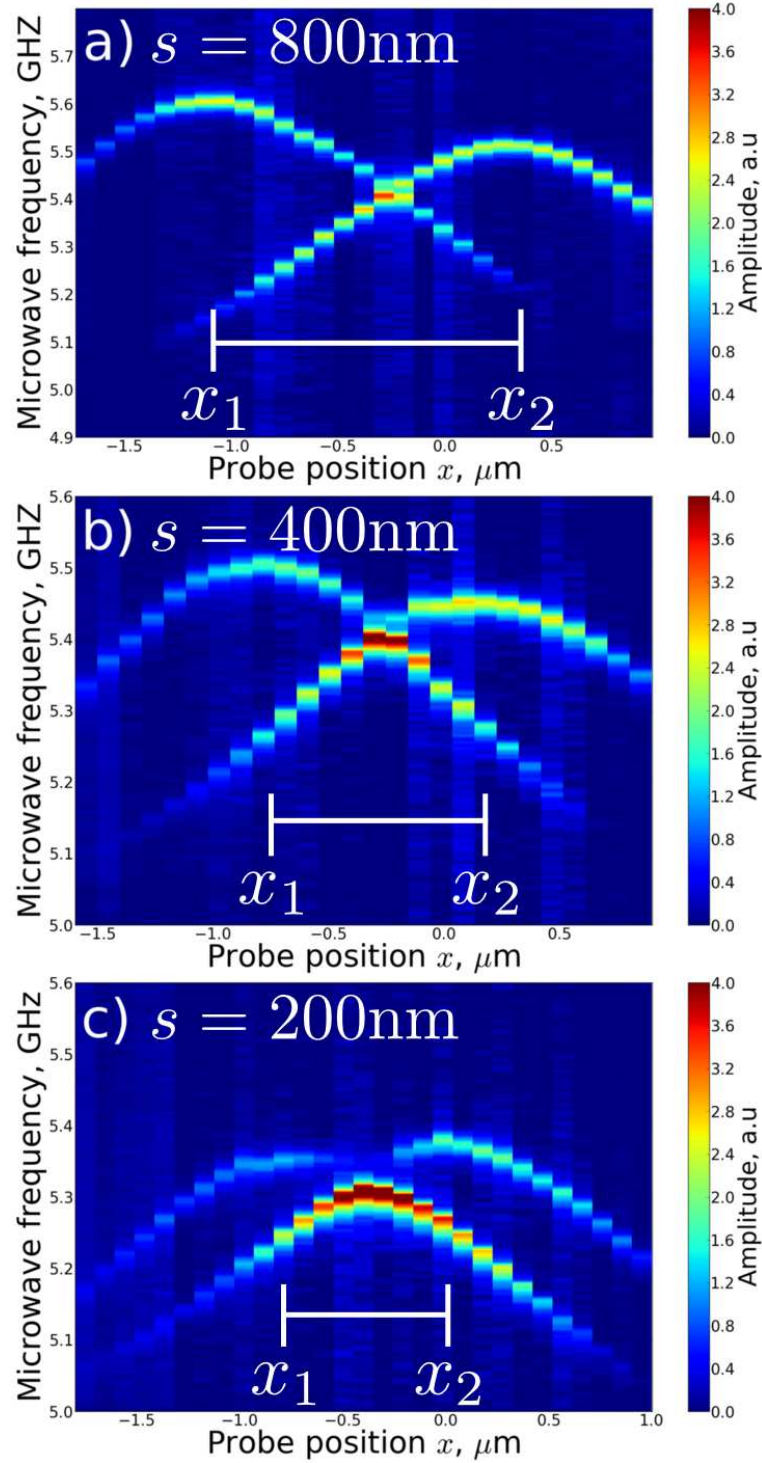 a) s = 800nm
Microwave frequency, GHZ
5.7
5.6
5.5
5.4
5.3
5.2
5.1
5.0
4.9
x1
x2
−1.5 −1.0 −0.5 0.0 0.5
Probe position x, μm
4.0
3.6
3.2
2.8
2.4
2.0
1.6
1.2
0.8
0.4
0.0
Amplitude, a.u
b) s = 400nm
Microwave frequency, GHZ
5.6
5.5
5.4
5.3
5.2
5.1
5.0
x1
x2
−1.5 −1.0 −0.5 0.0 0.5
Probe position x, μm
4.0
3.6
3.2
2.8
2.4
2.0
1.6
1.2
0.8
0.4
0.0
Amplitude, a.u
c) s = 200nm
Microwave frequency, GHZ
5.6
5.5
5.4
5.3
5.2
5.1
5.0
x1
x2
−1.5 −1.0 −0.5 0.0 0.5 1.0
Probe position x, μm
4.0
3.6
3.2
2.8
2.4
2.0
1.6
1.2
0.8
0.4
0.0
Amplitude, a.u